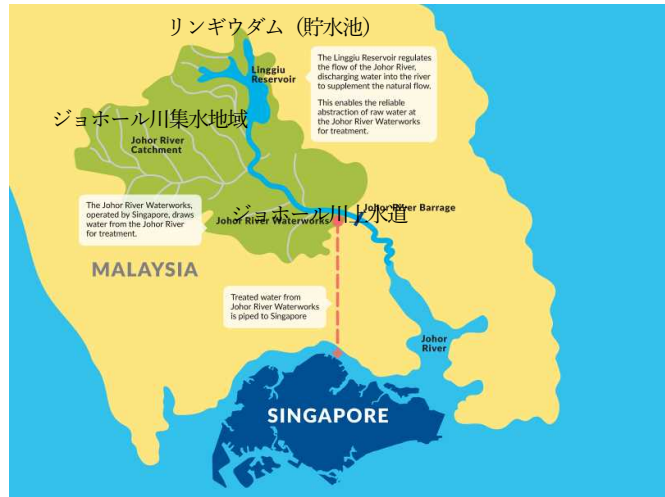 リンギウダム（貯水池）
Linggiu
Reservoir
The Linggiu Reservoir regulates
the flow of the Johor River,
discharging water into the river
to supplement the natural flow.
This enables the reliable
abstraction of raw water at
the Johor River Waterworks
for treatment.
ジョホール川集水地域
Johor River
Catchment
The Johor River Waterworks,
operated by Singapore, draws
water from the Johor River
for treatment.
ジョホール川上水道
Johor River Waterworks
Johor River Barrage
MALAYSIA
Treated water from
Johor River Waterworks
is piped to Singapore
Johor
River
SINGAPORE